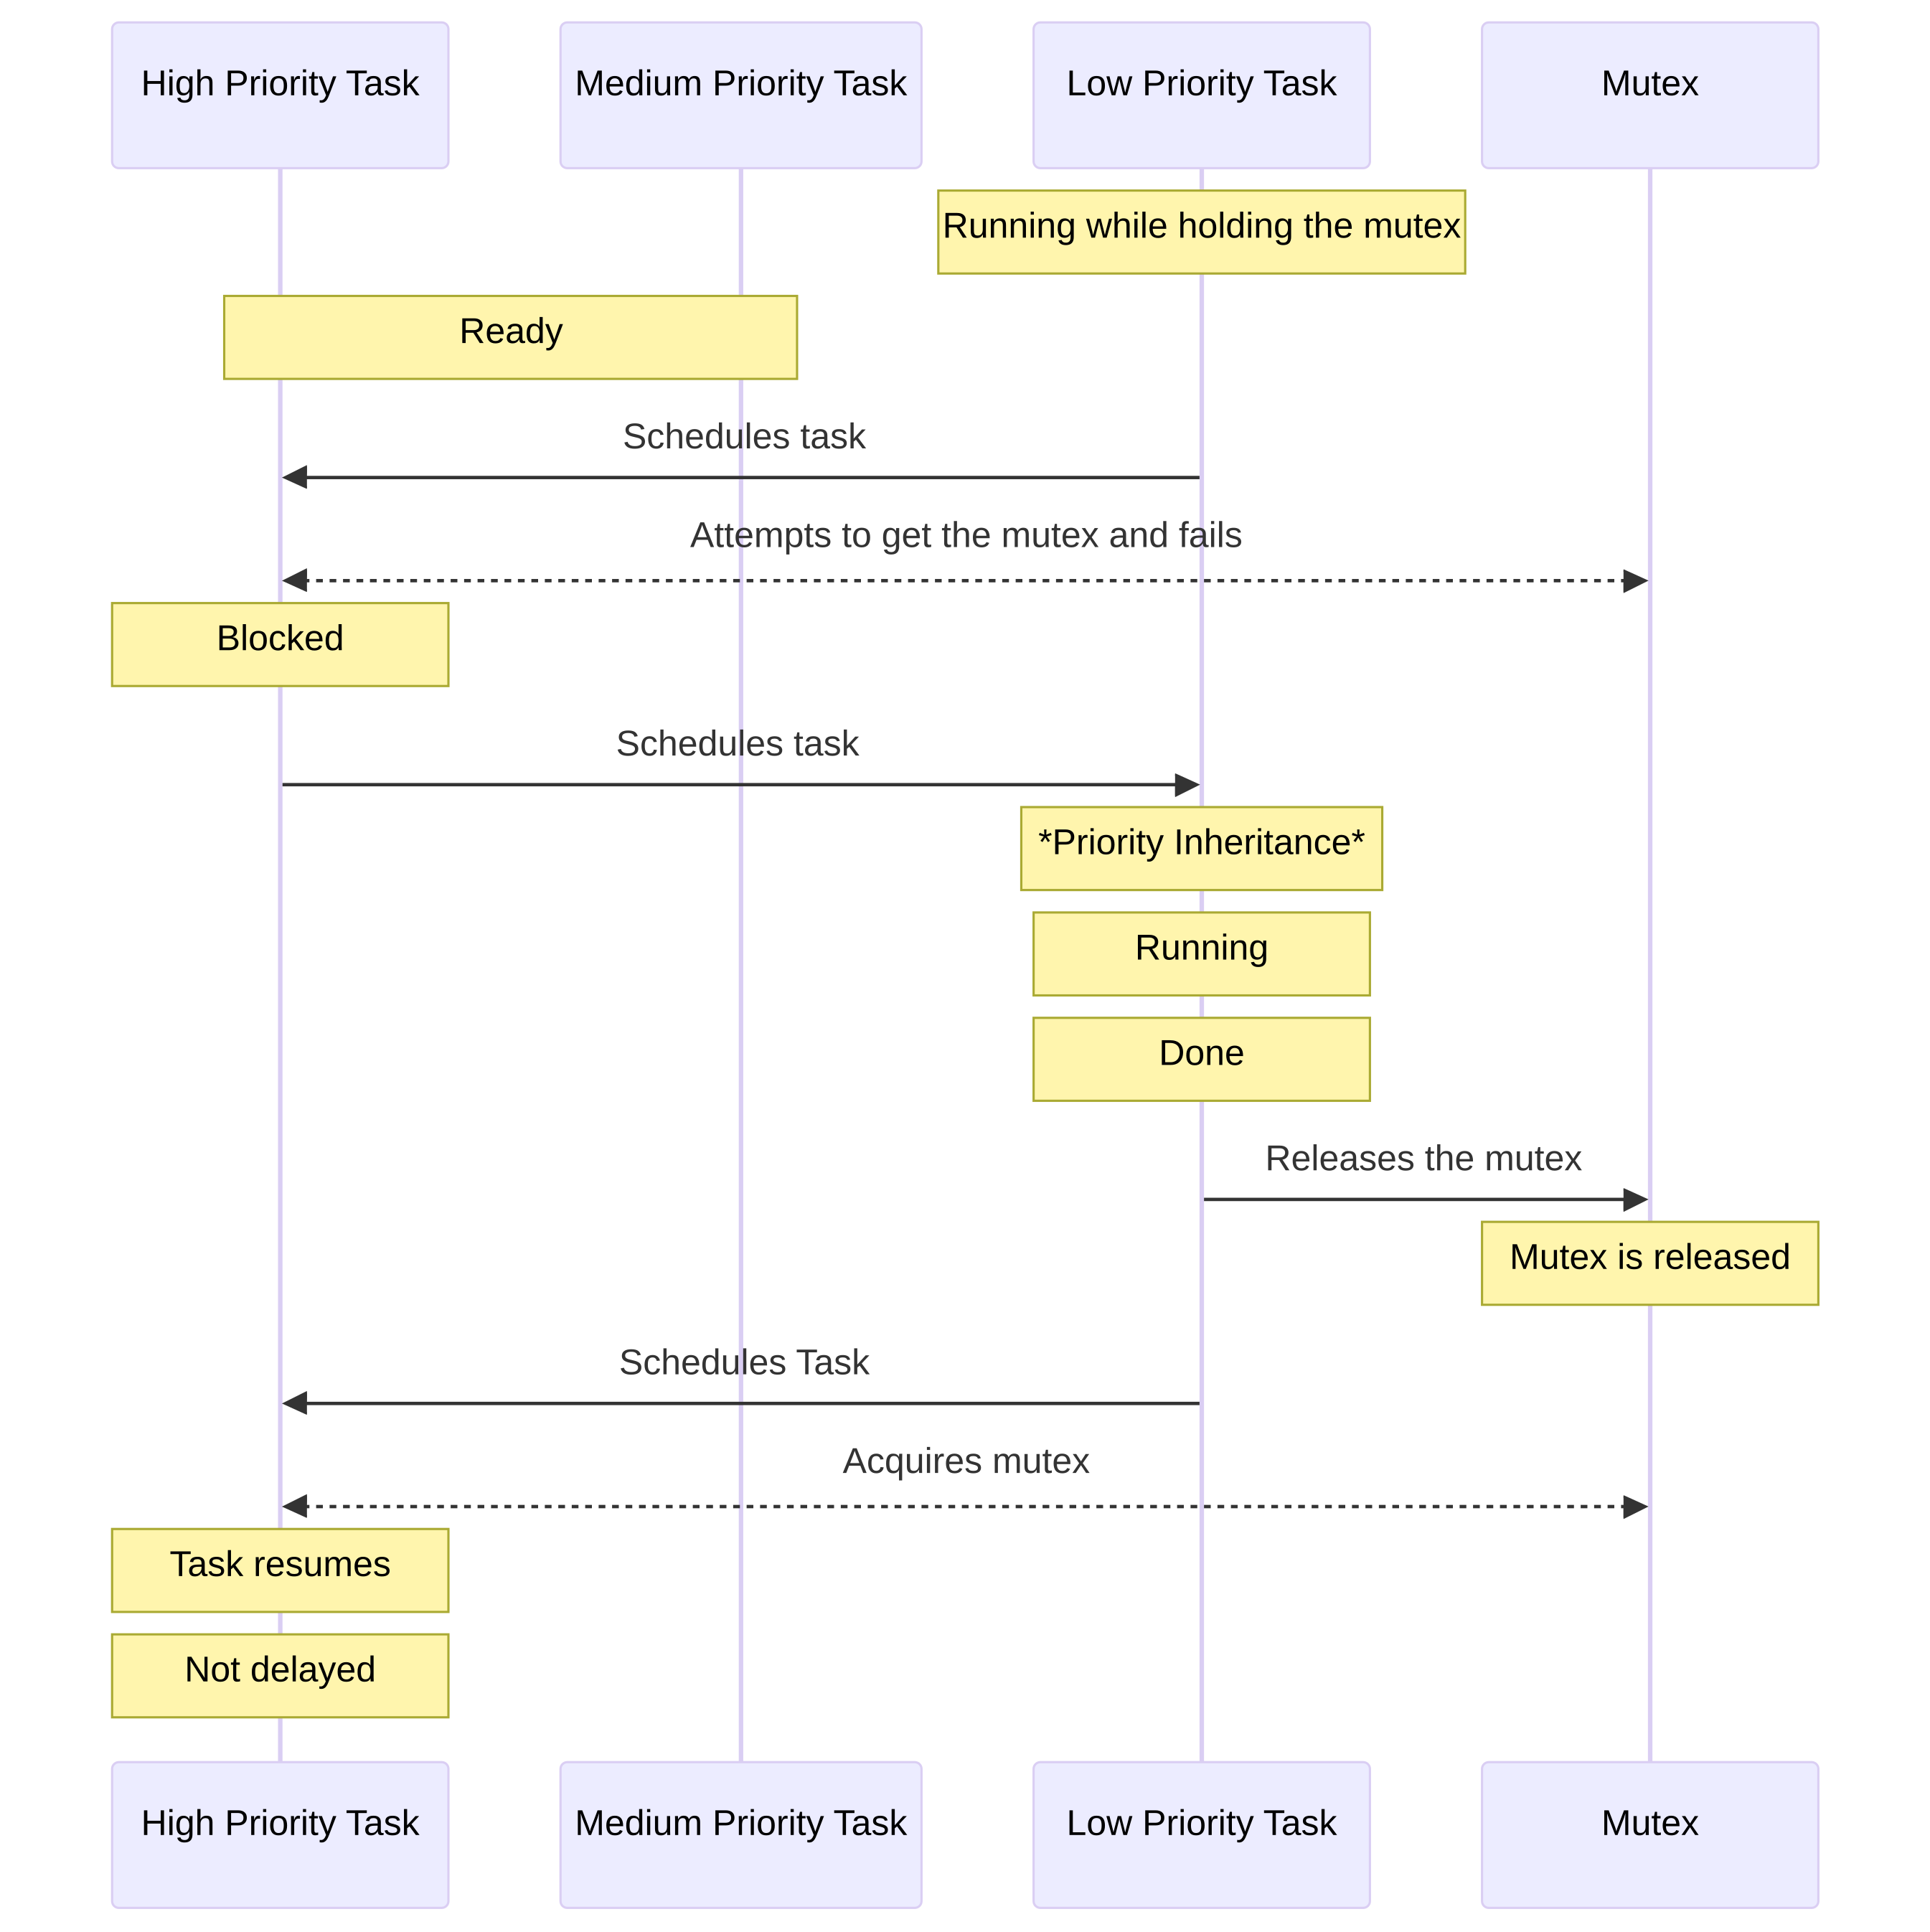 High Priority Task
Medium Priority Task
Low Priority Task
Mutex
Running while holding the mutex
Ready
Schedules task
Attempts to get the mutex and fails
Blocked
Schedules task
*Priority Inheritance*
Running
Done
Releases the mutex
Mutex is released
Schedules Task
Acquires mutex
Task resumes
Not delayed
High Priority Task
Medium Priority Task
Low Priority Task
Mutex